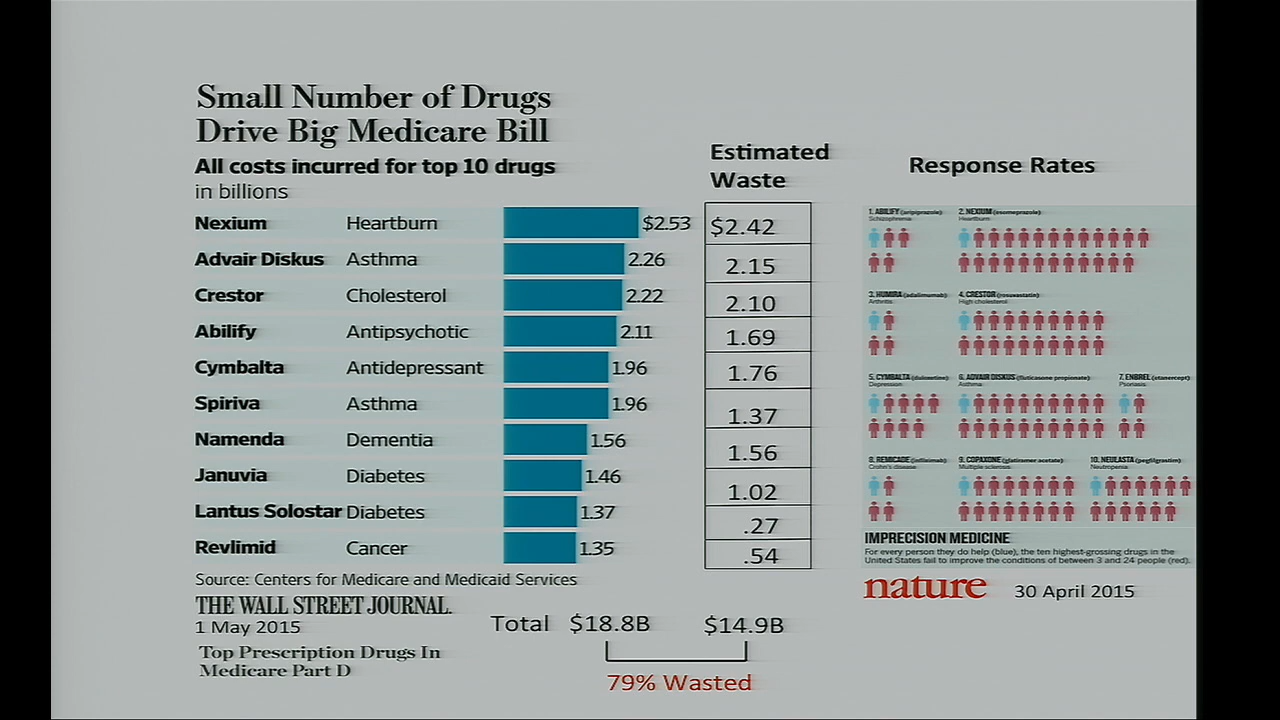 Small Number of Drugs
Drive Big Medicare Bill
All costs incurred for top 10 drugs
in billions
Estimated
Waste
Response Rates
Nexium Heartburn $2.53 $2.42
Advair Diskus Asthma 2.26 2.15
Crestor Cholesterol 2.22 2.10
Abilify Antipsychotic 2.11 1.69
Cymbalta Antidepressant 1.96 1.76
Spiriva Asthma 1.96 1.37
Namenda Dementia 1.56 1.56
Januvia Diabetes 1.46 1.02
Lantus Solostar Diabetes 1.37 .27
Revlimid Cancer 1.35 .54
Source: Centers for Medicare and Medicaid Services
THE WALL STREET JOURNAL.
1 May 2015
Top Prescription Drugs In
Medicare Part D
Total $18.8B $14.9B
79% Wasted
1. ABILIFY (aripiprazole)
Schizophrenia
2. NEXIUM (esomeprazole)
Heartburn
3. HUMIRA (adalimumab)
Arthritis
4. CRESTOR (rosuvastatin)
High cholesterol
5. CYMBALTA (duloxetine)
Depression
6. ADVAIR DISKUS (fluticasone propionate)
Asthma
7. ENBREL (etanercept)
Psoriasis
8. REMICADE (infliximab)
Crohn's disease
9. COPAXONE (glatiramer acetate)
Multiple sclerosis
10. NEULASTA (pegfilgrastim)
Neutropenia
IMPRECISION MEDICINE
For every person they do help (blue), the ten highest-grossing drugs in the
United States fail to improve the conditions of between 3 and 24 people (red).
nature 30 April 2015